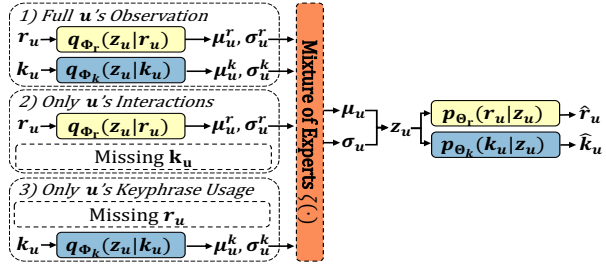 1) Full u's Observation
r_u q_Φr(z_u|r_u) μ_u^r, σ_u^r
k_u q_Φk(z_u|k_u) μ_u^k, σ_u^k
2) Only u's Interactions
r_u q_Φr(z_u|r_u) μ_u^r, σ_u^r
Missing k_u
3) Only u's Keyphrase Usage
Missing r_u
k_u q_Φk(z_u|k_u) μ_u^k, σ_u^k
Mixture of Experts ζ(·)
μ_u
σ_u
z_u
p_Θr(r_u|z_u) r̂_u
p_Θk(k_u|z_u) k̂_u